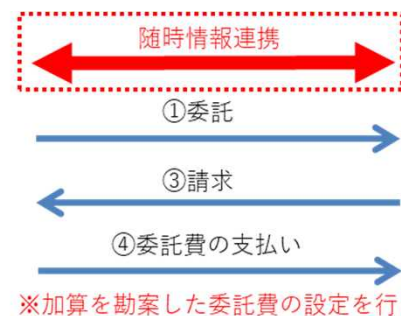 随時情報連携
①委託
③請求
④委託費の支払い
※加算を勘案した委託費の設定を行